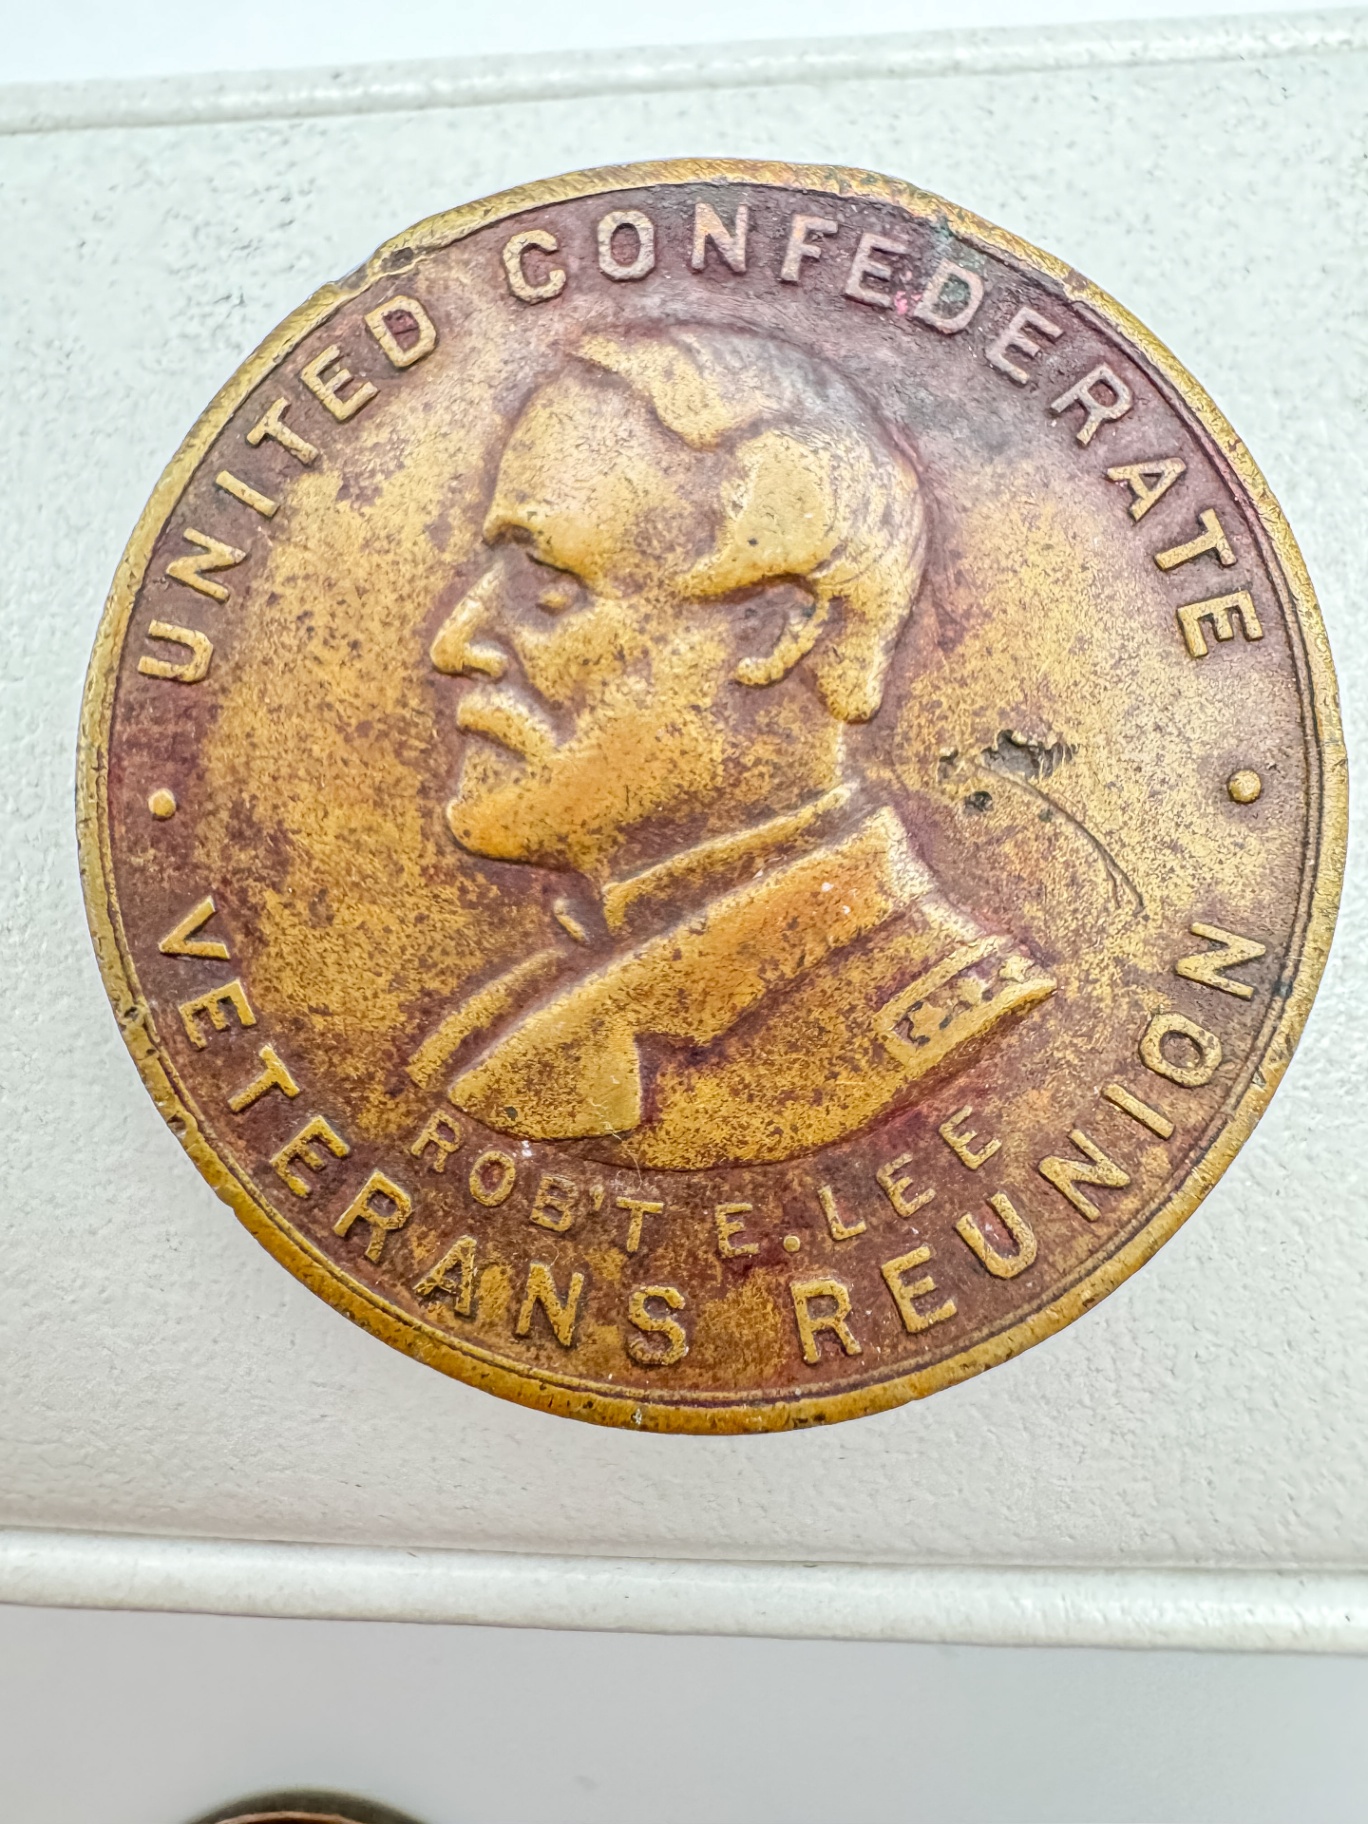 UNITED CONFEDERATE
VETERANS REUNION
ROB'T E. LEE